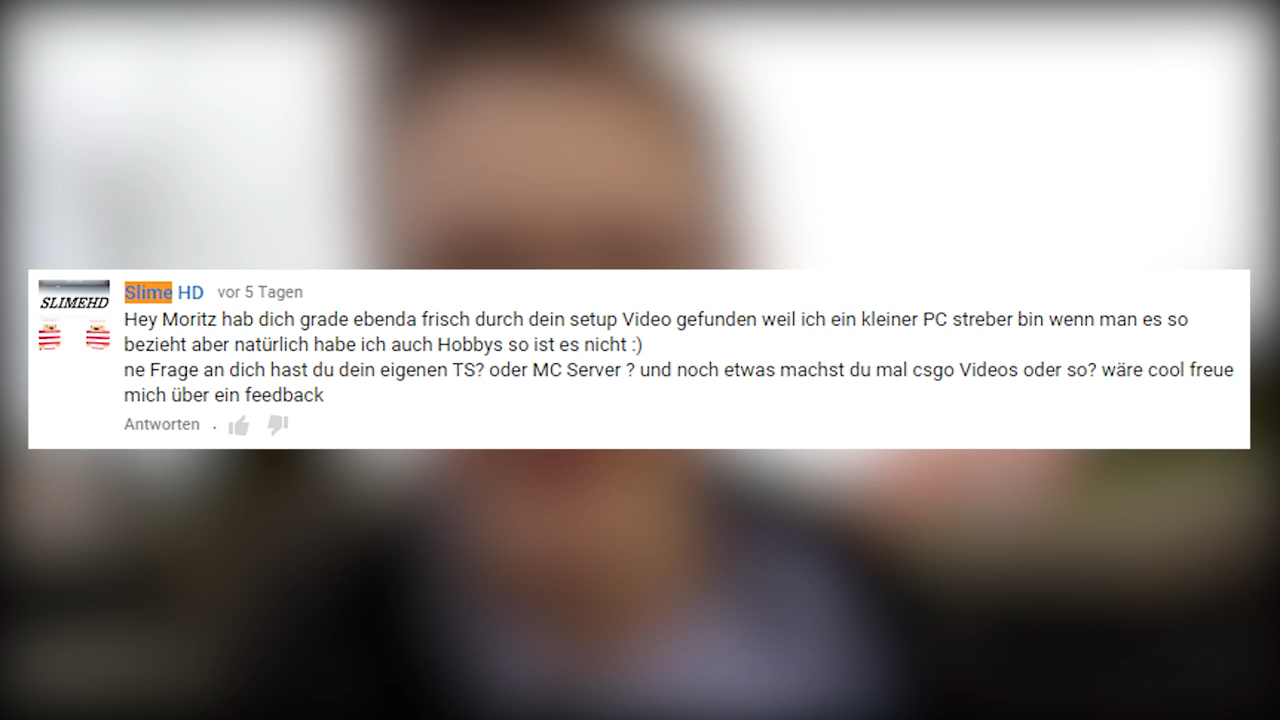 SLIMEHD
Slime HD vor 5 Tagen
Hey Moritz hab dich grade ebenda frisch durch dein setup Video gefunden weil ich ein kleiner PC streber bin wenn man es so
bezieht aber natürlich habe ich auch Hobbys so ist es nicht :)
ne Frage an dich hast du dein eigenen TS? oder MC Server ? und noch etwas machst du mal csgo Videos oder so? wäre cool freue
mich über ein feedback
Antworten .